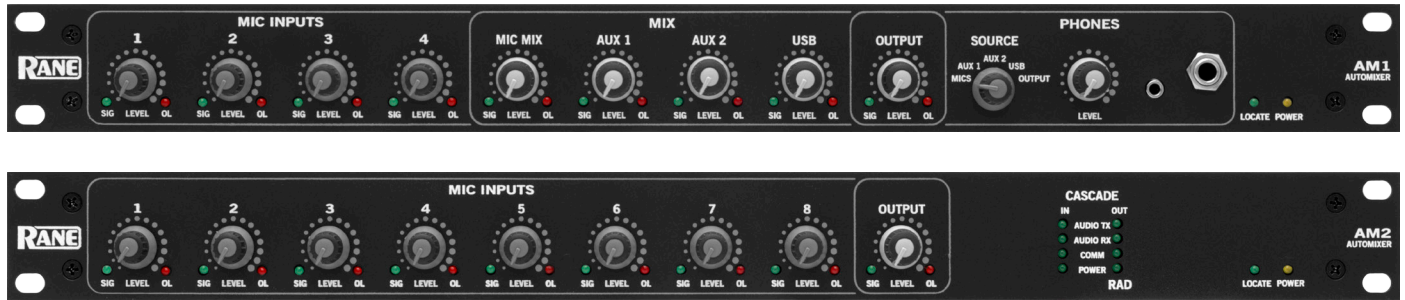 MIC INPUTS MIX PHONES
1 2 3 4 MIC MIX AUX 1 AUX 2 USB OUTPUT SOURCE
AUX 2
AUX 1 USB
MICS OUTPUT
RANE
AM1
AUTOMIXER
SIG LEVEL OL SIG LEVEL OL SIG LEVEL OL SIG LEVEL OL SIG LEVEL OL SIG LEVEL OL SIG LEVEL OL SIG LEVEL OL SIG LEVEL OL LEVEL LOCATE POWER
MIC INPUTS
1 2 3 4 5 6 7 8 OUTPUT
CASCADE
IN OUT
AUDIO TX
AUDIO RX
COMM
POWER
RAD
RANE
AM2
AUTOMIXER
SIG LEVEL OL SIG LEVEL OL SIG LEVEL OL SIG LEVEL OL SIG LEVEL OL SIG LEVEL OL SIG LEVEL OL SIG LEVEL OL SIG LEVEL OL LOCATE POWER